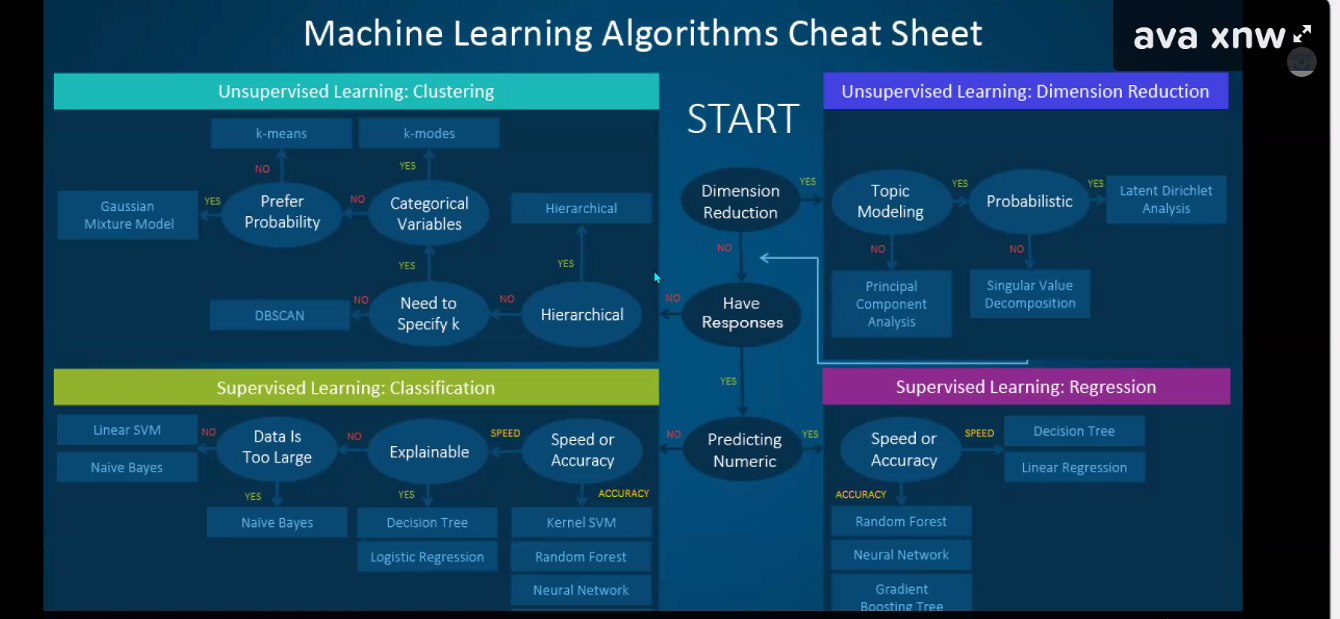 Machine Learning Algorithms Cheat Sheet
ava xnw
Unsupervised Learning: Clustering
START
Unsupervised Learning: Dimension Reduction
k-means
k-modes
NO
YES
Gaussian
Mixture Model
YES
Prefer
Probability
NO
Categorical
Variables
Hierarchical
YES
YES
DBSCAN
NO
Need to
Specify k
NO
Hierarchical
NO
Dimension
Reduction
YES
NO
Have
Responses
YES
Topic
Modeling
YES
Probabilistic
YES
Latent Dirichlet
Analysis
NO
NO
Principal
Component
Analysis
Singular Value
Decomposition
Supervised Learning: Classification
Supervised Learning: Regression
Linear SVM
Naive Bayes
NO
Data Is
Too Large
NO
Explainable
SPEED
Speed or
Accuracy
NO
Predicting
Numeric
YES
Speed or
Accuracy
SPEED
Decision Tree
Linear Regression
YES
YES
ACCURACY
ACCURACY
Naïve Bayes
Decision Tree
Logistic Regression
Kernel SVM
Random Forest
Neural Network
Random Forest
Neural Network
Gradient
Boosting Tree